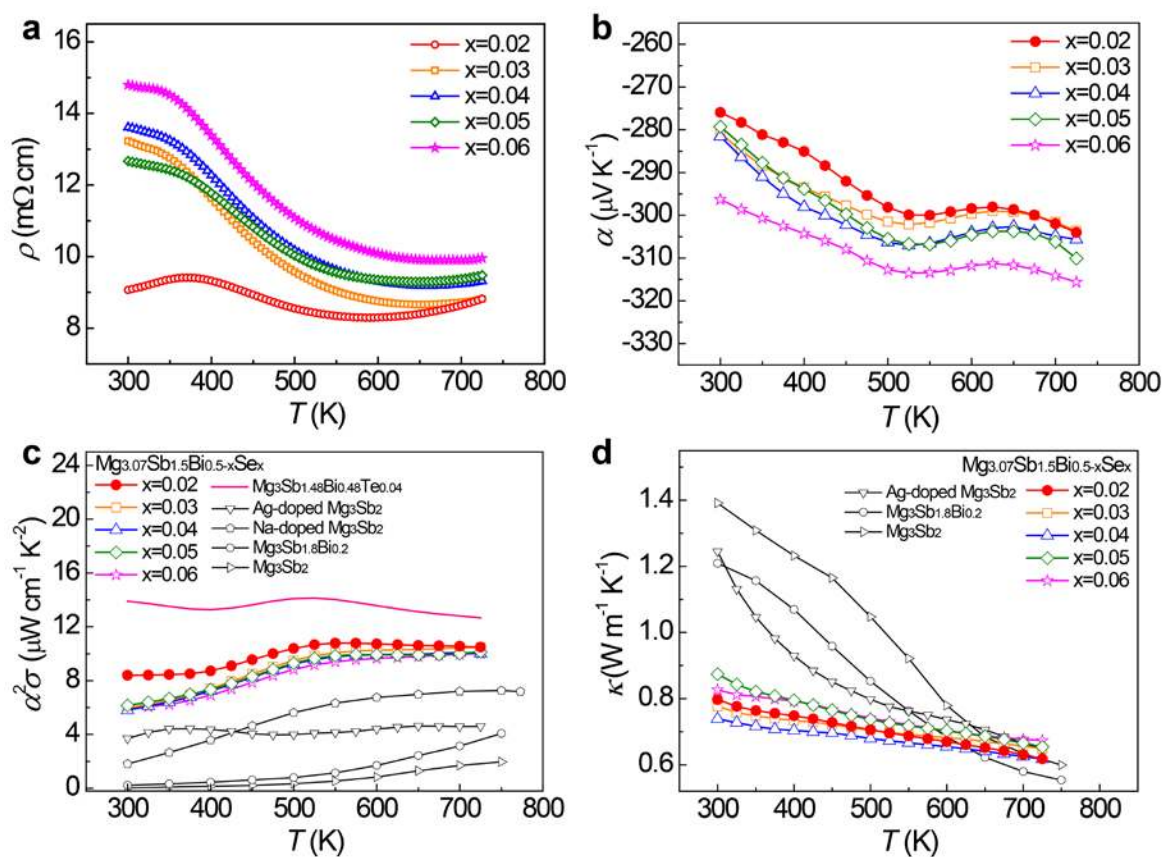 a
16
14
12
10
8
ρ (mΩ cm)
x=0.02
x=0.03
x=0.04
x=0.05
x=0.06
300 400 500 600 700 800
T (K)
b
-260
-270
-280
-290
-300
-310
-320
-330
α (μV K⁻¹)
x=0.02
x=0.03
x=0.04
x=0.05
x=0.06
300 400 500 600 700 800
T (K)
c
24
20
16
12
8
4
0
α²σ (μW cm⁻¹ K⁻²)
Mg3.07Sb1.5Bi0.5-xSex
x=0.02
x=0.03
x=0.04
x=0.05
x=0.06
Mg3Sb1.48Bi0.48Te0.04
Ag-doped Mg3Sb2
Na-doped Mg3Sb2
Mg3Sb1.8Bi0.2
Mg3Sb2
300 400 500 600 700 800
T (K)
d
1.4
1.2
1.0
0.8
0.6
κ(W m⁻¹ K⁻¹)
Mg3.07Sb1.5Bi0.5-xSex
Ag-doped Mg3Sb2
Mg3Sb1.8Bi0.2
Mg3Sb2
x=0.02
x=0.03
x=0.04
x=0.05
x=0.06
300 400 500 600 700 800
T (K)